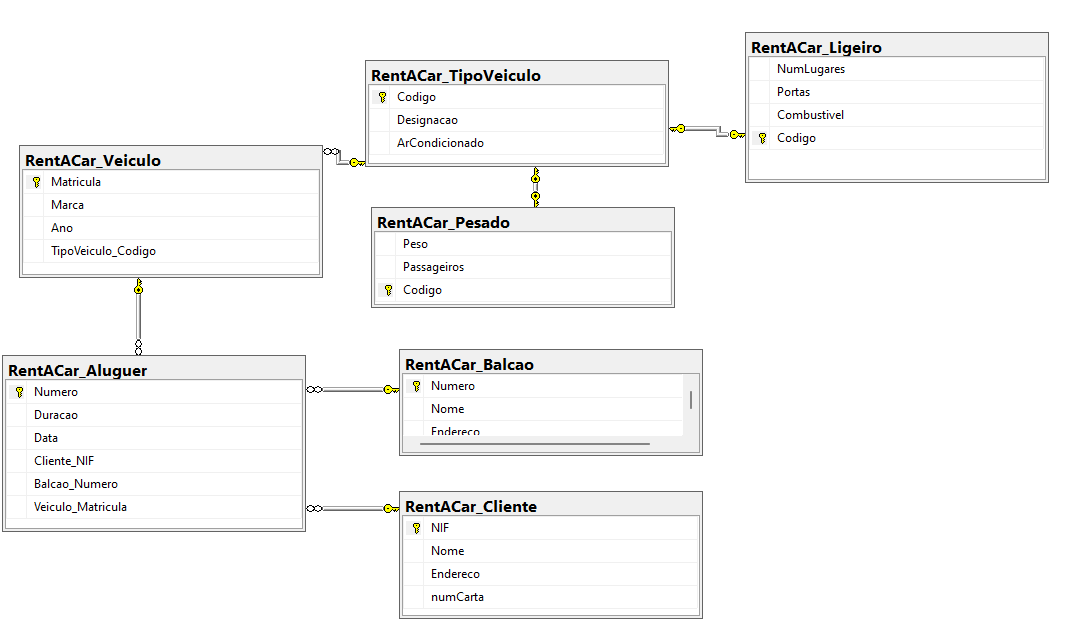 RentACar_Ligeiro
NumLugares
Portas
Combustivel
Codigo
RentACar_TipoVeiculo
Codigo
Designacao
ArCondicionado
RentACar_Veiculo
Matricula
Marca
Ano
TipoVeiculo_Codigo
RentACar_Pesado
Peso
Passageiros
Codigo
RentACar_Aluguer
Numero
Duracao
Data
Cliente_NIF
Balcao_Numero
Veiculo_Matricula
RentACar_Balcao
Numero
Nome
Endereco
RentACar_Cliente
NIF
Nome
Endereco
numCarta